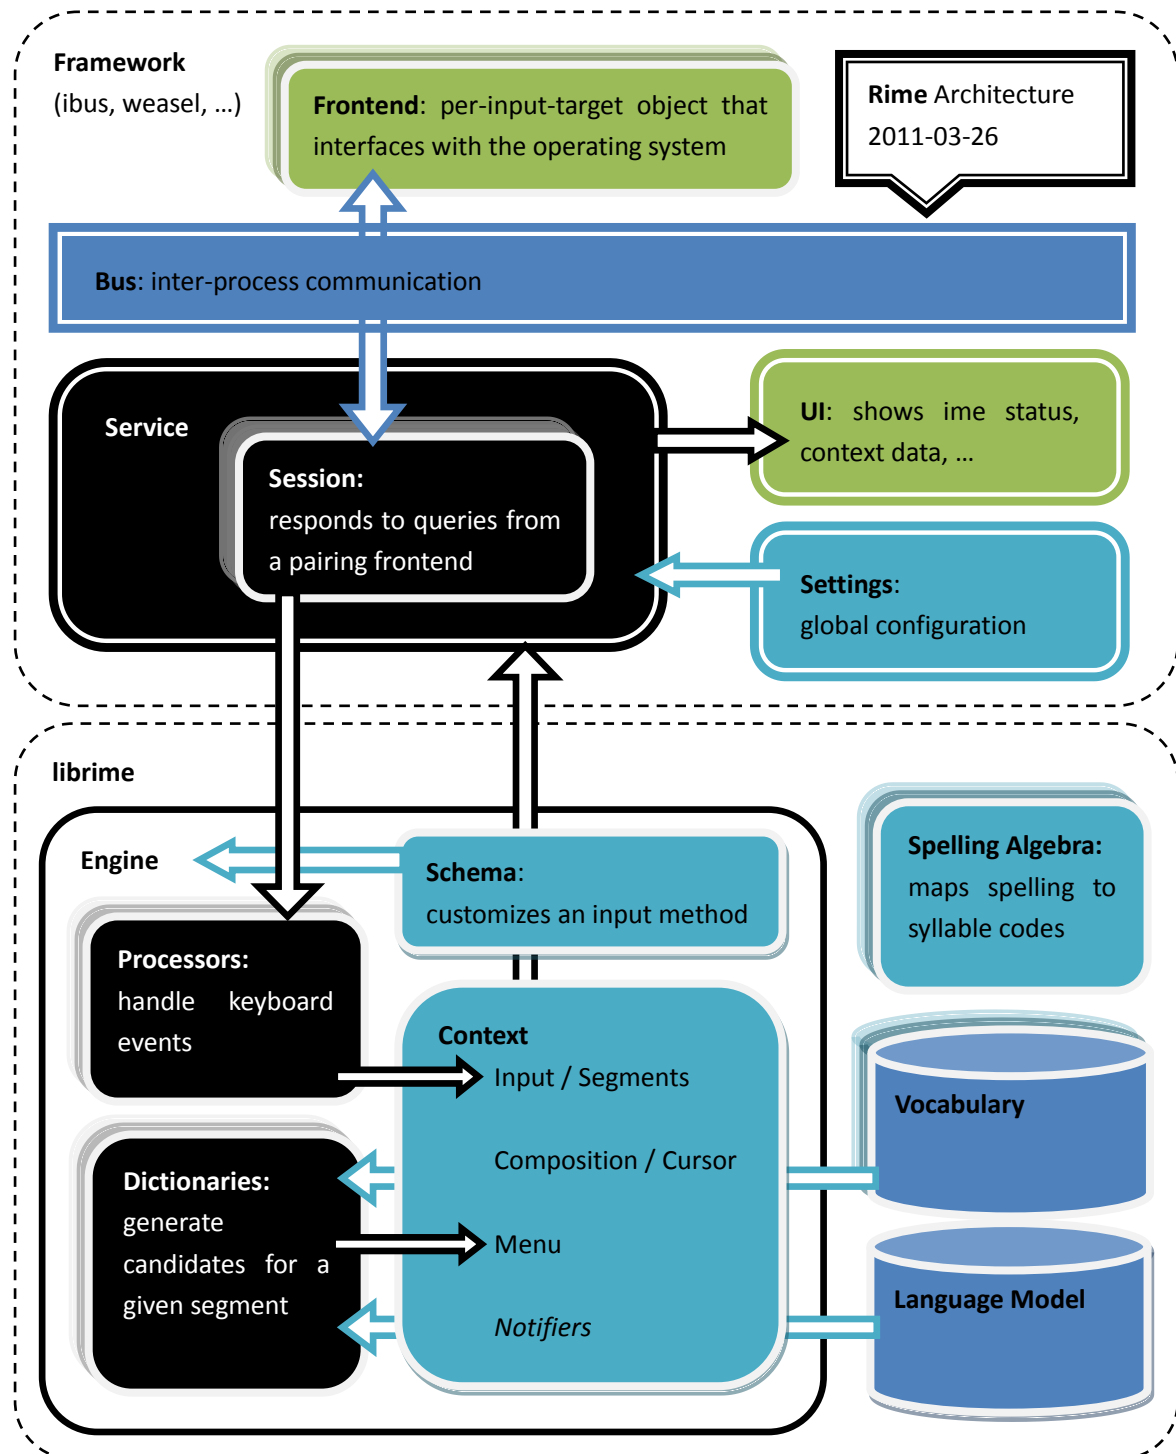 Framework
(ibus, weasel, …)
Frontend: per-input-target object that
interfaces with the operating system
Rime Architecture
2011-03-26
Bus: inter-process communication
Service
Session:
responds to queries from
a pairing frontend
UI: shows ime status,
context data, …
Settings:
global configuration
librime
Engine
Schema:
customizes an input method
Spelling Algebra:
maps spelling to
syllable codes
Processors:
handle keyboard
events
Context
Input / Segments
Composition / Cursor
Menu
Notifiers
Vocabulary
Dictionaries:
generate
candidates for a
given segment
Language Model